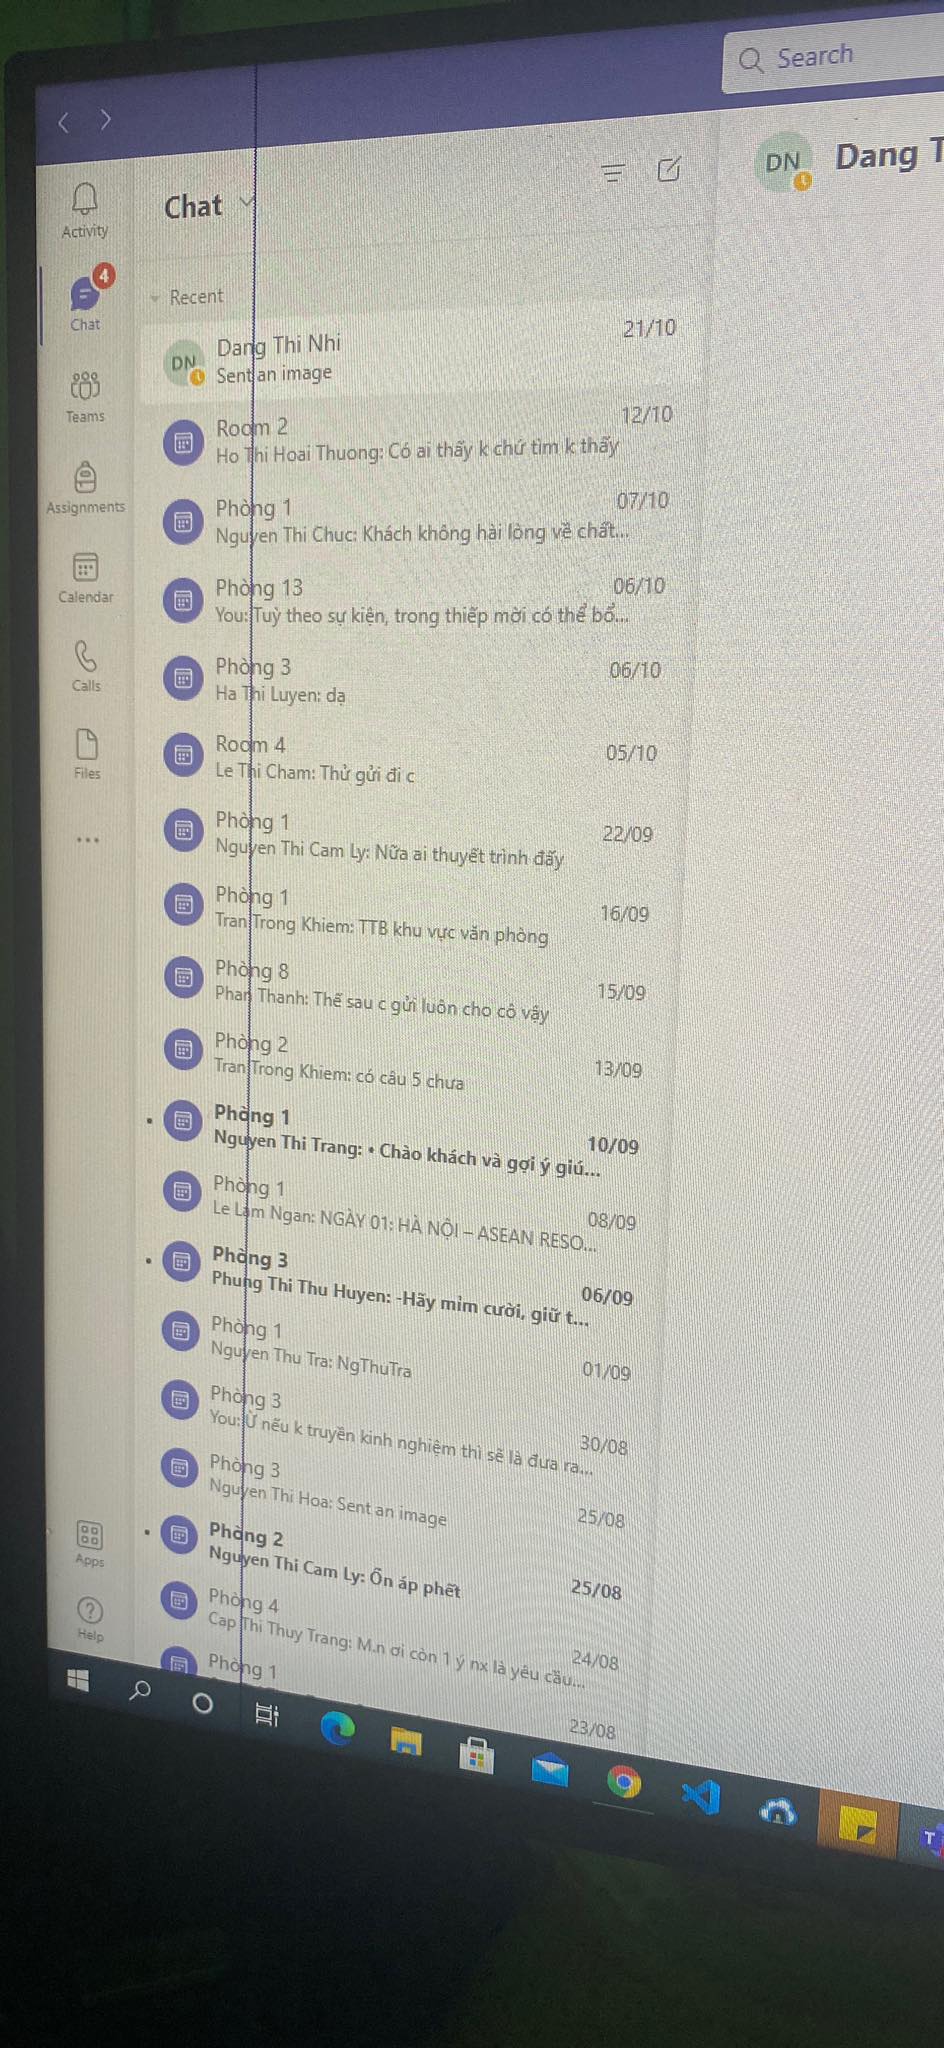 Search
Activity
Chat
4
Chat
Teams
Assignments
Calendar
Calls
Files
Apps
Help
DN
Dang T
Recent
DN
Dang Thi Nhi
21/10
Sent an image
Room 2
12/10
Ho Thi Hoai Thuong: Có ai thấy k chứ tìm k thấy
Phòng 1
07/10
Nguyen Thi Chuc: Khách không hài lòng về chất...
Phòng 13
06/10
You: Tuỳ theo sự kiện, trong thiếp mời có thể bổ...
Phòng 3
06/10
Ha Thi Luyen: dạ
Room 4
05/10
Le Thi Cham: Thử gửi đi c
Phòng 1
22/09
Nguyen Thi Cam Ly: Nữa ai thuyết trình đấy
Phòng 1
16/09
Tran Trong Khiem: TTB khu vực văn phòng
Phòng 8
15/09
Phan Thanh: Thế sau c gửi luôn cho cô vậy
Phòng 2
13/09
Tran Trong Khiem: có câu 5 chưa
Phòng 1
10/09
Nguyen Thi Trang: • Chào khách và gợi ý giú...
Phòng 1
08/09
Le Lam Ngan: NGÀY 01: HÀ NỘI – ASEAN RESO...
Phòng 3
06/09
Phung Thi Thu Huyen: -Hãy mỉm cười, giữ t...
Phòng 1
01/09
Nguyen Thu Tra: NgThuTra
Phòng 3
30/08
You: Ừ nếu k truyền kinh nghiệm thì sẽ là đưa ra...
Phòng 3
25/08
Nguyen Thi Hoa: Sent an image
Phòng 2
25/08
Nguyen Thi Cam Ly: Ổn áp phết
Phòng 4
24/08
Cap Thi Thuy Trang: M.n ơi còn 1 ý nx là yêu cầu...
Phòng 1
23/08
T